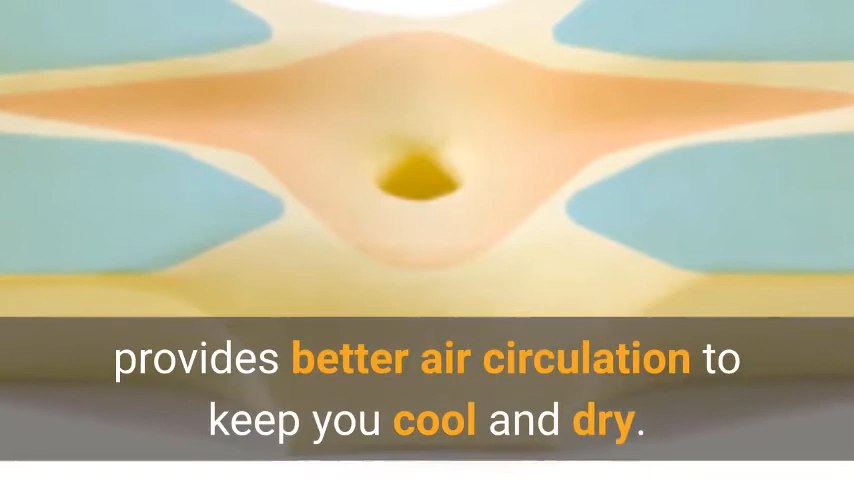 provides better air circulation to
keep you cool and dry.